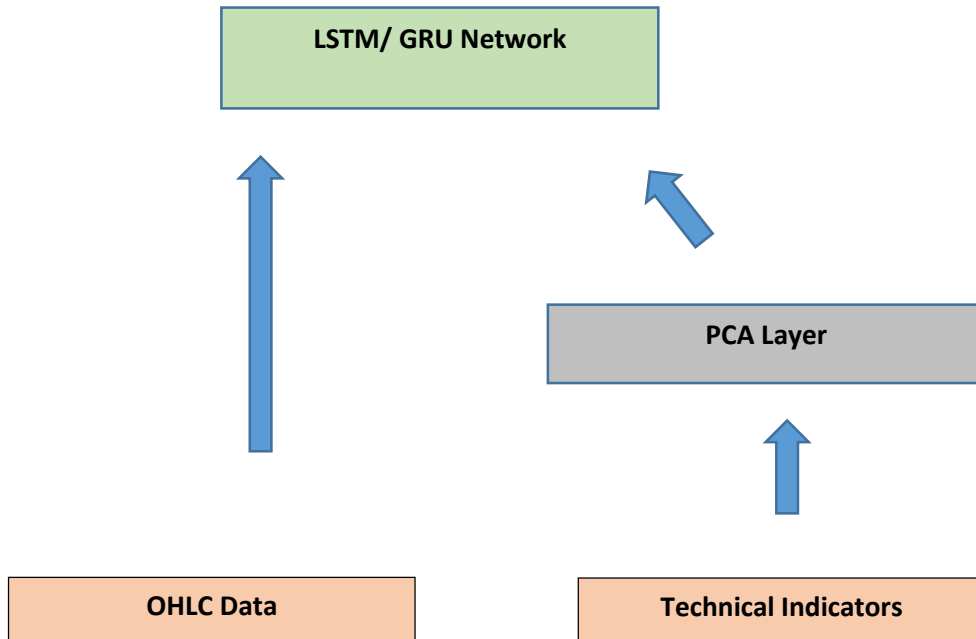 LSTM/ GRU Network
PCA Layer
OHLC Data
Technical Indicators